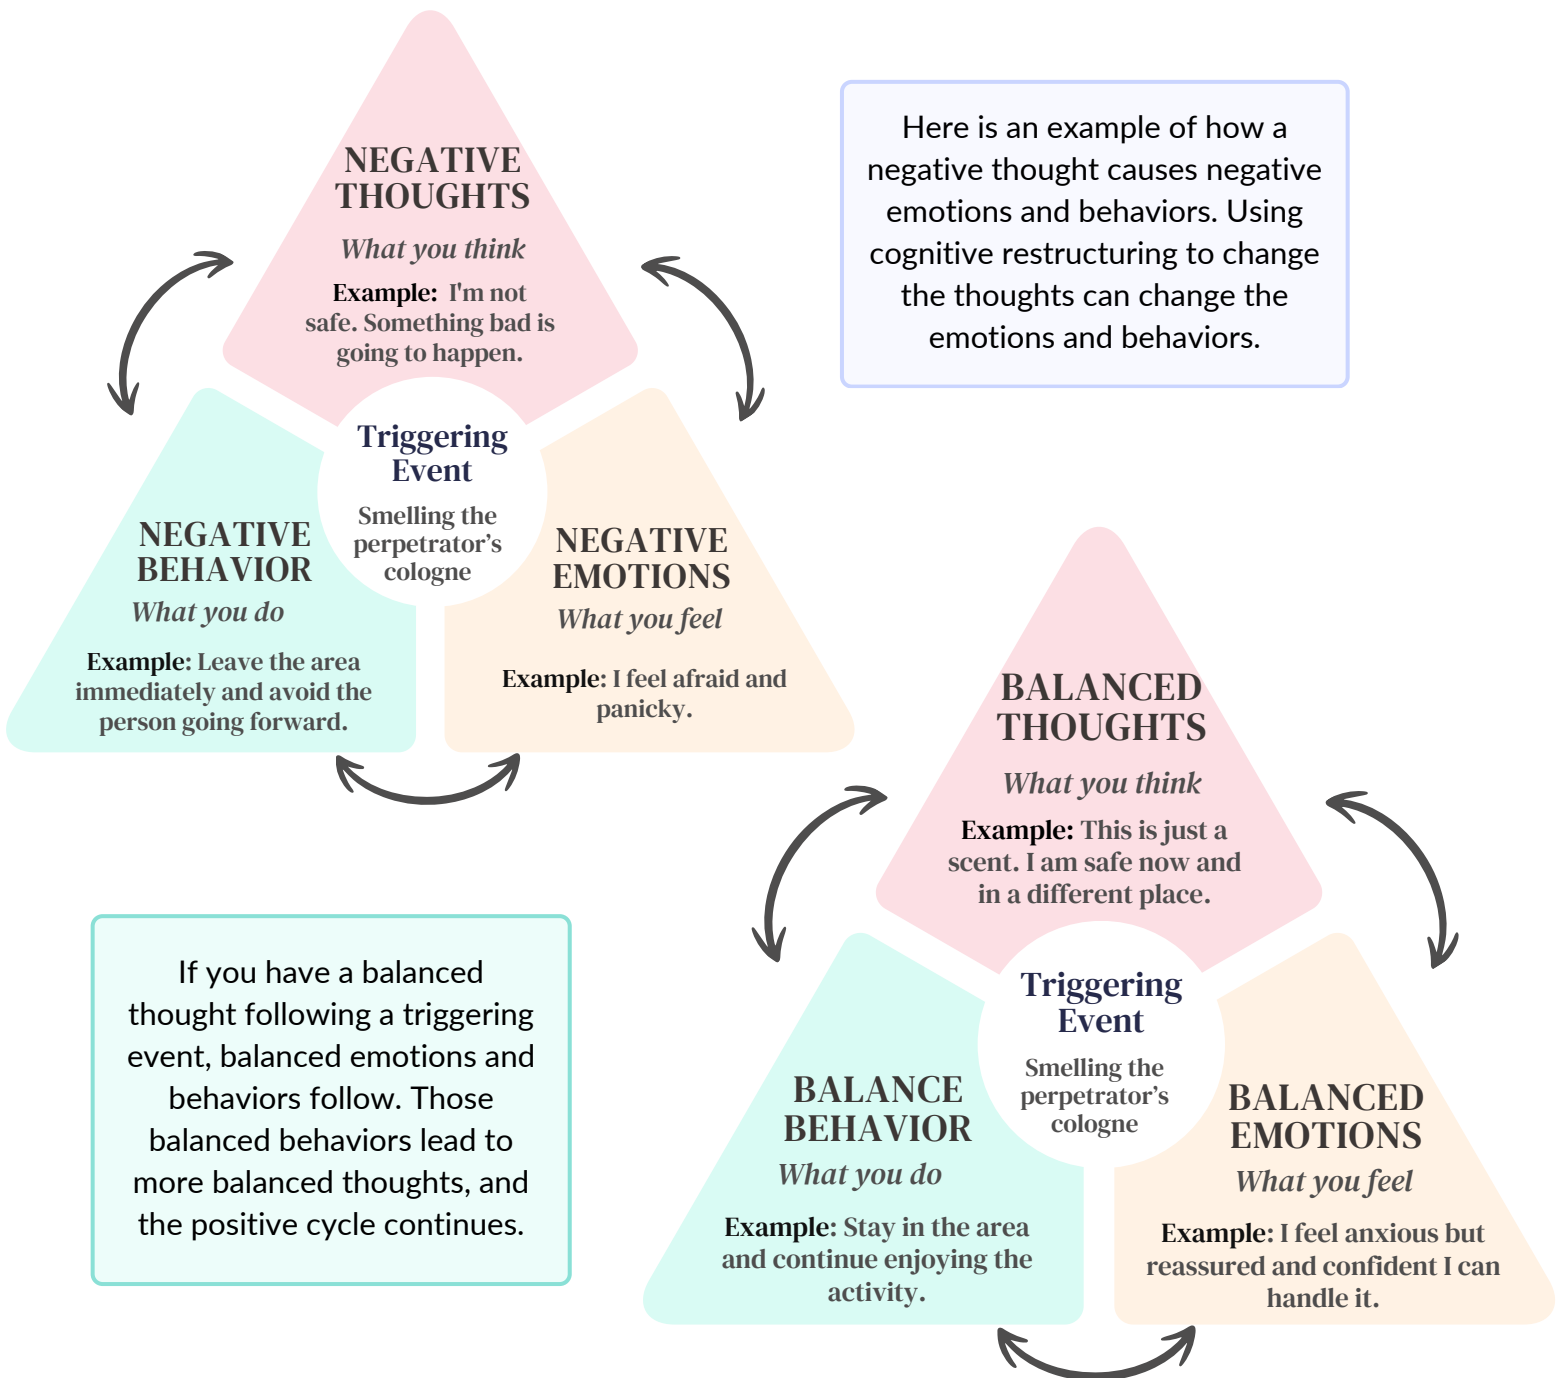 NEGATIVE
THOUGHTS
What you think
Example: I'm not
safe. Something bad is
going to happen.
Here is an example of how a
negative thought causes negative
emotions and behaviors. Using
cognitive restructuring to change
the thoughts can change the
emotions and behaviors.
Triggering
Event
Smelling the
perpetrator’s
cologne
NEGATIVE
BEHAVIOR
What you do
Example: Leave the area
immediately and avoid the
person going forward.
NEGATIVE
EMOTIONS
What you feel
Example: I feel afraid and
panicky.
BALANCED
THOUGHTS
What you think
Example: This is just a
scent. I am safe now and
in a different place.
If you have a balanced
thought following a triggering
event, balanced emotions and
behaviors follow. Those
balanced behaviors lead to
more balanced thoughts, and
the positive cycle continues.
Triggering
Event
Smelling the
perpetrator’s
cologne
BALANCE
BEHAVIOR
What you do
Example: Stay in the area
and continue enjoying the
activity.
BALANCED
EMOTIONS
What you feel
Example: I feel anxious but
reassured and confident I can
handle it.